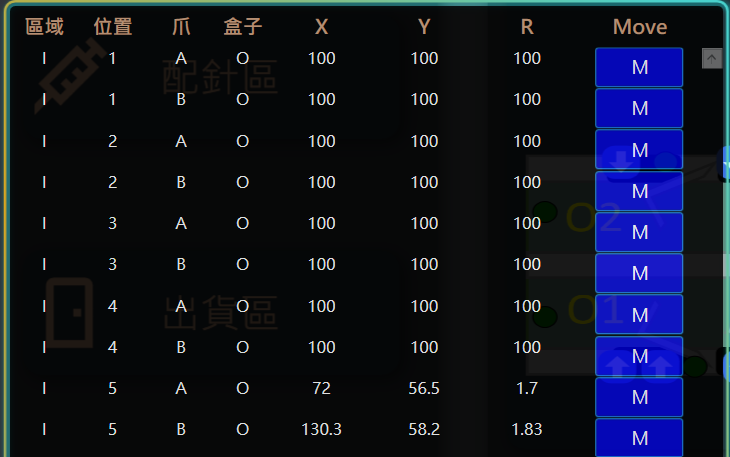 區域 位置 爪 盒子 X Y R Move
I 1 A O 100 100 100 M
配針區
I 1 B O 100 100 100 M
I 2 A O 100 100 100 M
I 2 B O 100 100 100 M
O2
I 3 A O 100 100 100 M
I 3 B O 100 100 100 M
I 4 A O 100 100 100 M
出貨區 O1
I 4 B O 100 100 100 M
I 5 A O 72 56.5 1.7 M
I 5 B O 130.3 58.2 1.83 M